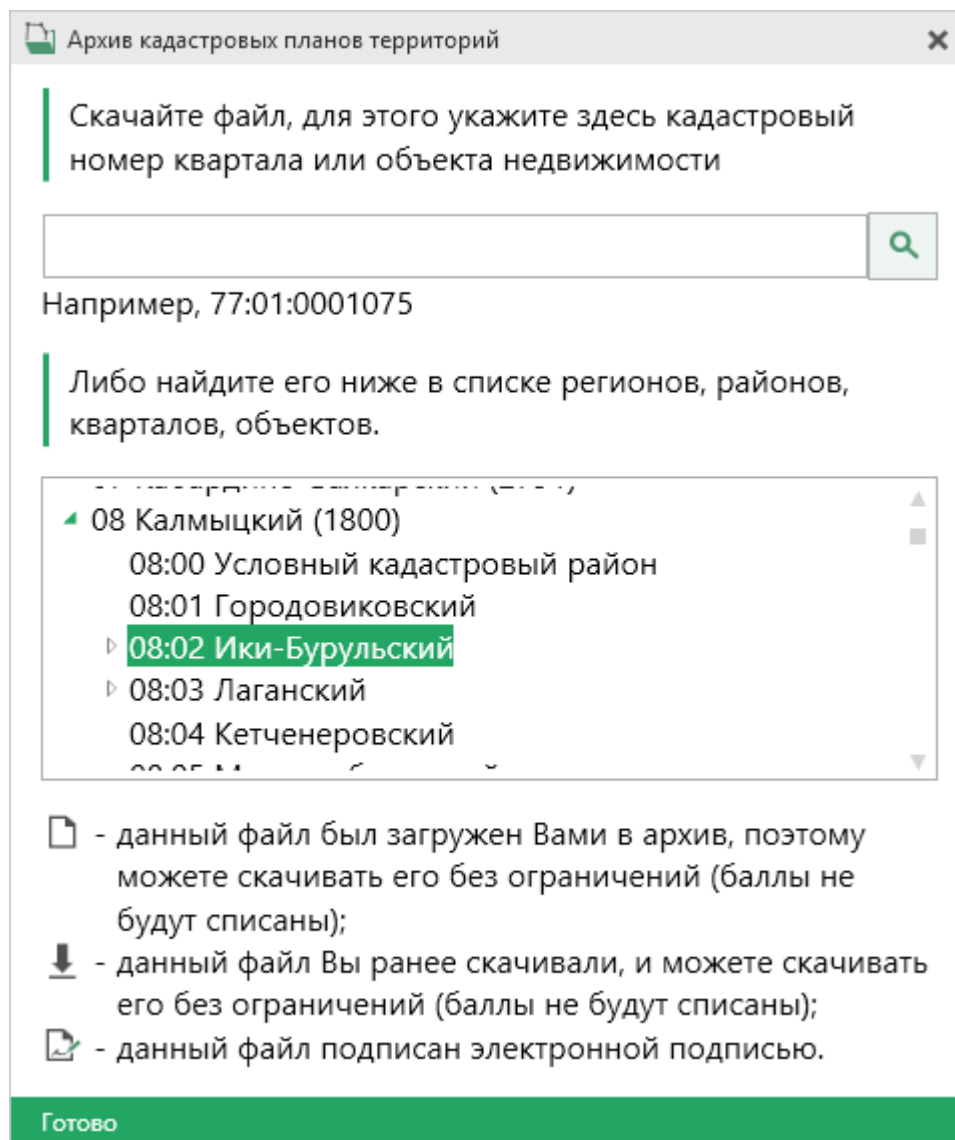 Архив кадастровых планов территорий
Скачайте файл, для этого укажите здесь кадастровый
номер квартала или объекта недвижимости
Например, 77:01:0001075
Либо найдите его ниже в списке регионов, районов,
кварталов, объектов.
08 Калмыцкий (1800)
08:00 Условный кадастровый район
08:01 Городовиковский
08:02 Ики-Бурульский
08:03 Лаганский
08:04 Кетченеровский
- данный файл был загружен Вами в архив, поэтому
можете скачивать его без ограничений (баллы не
будут списаны);
- данный файл Вы ранее скачивали, и можете скачивать
его без ограничений (баллы не будут списаны);
- данный файл подписан электронной подписью.
Готово